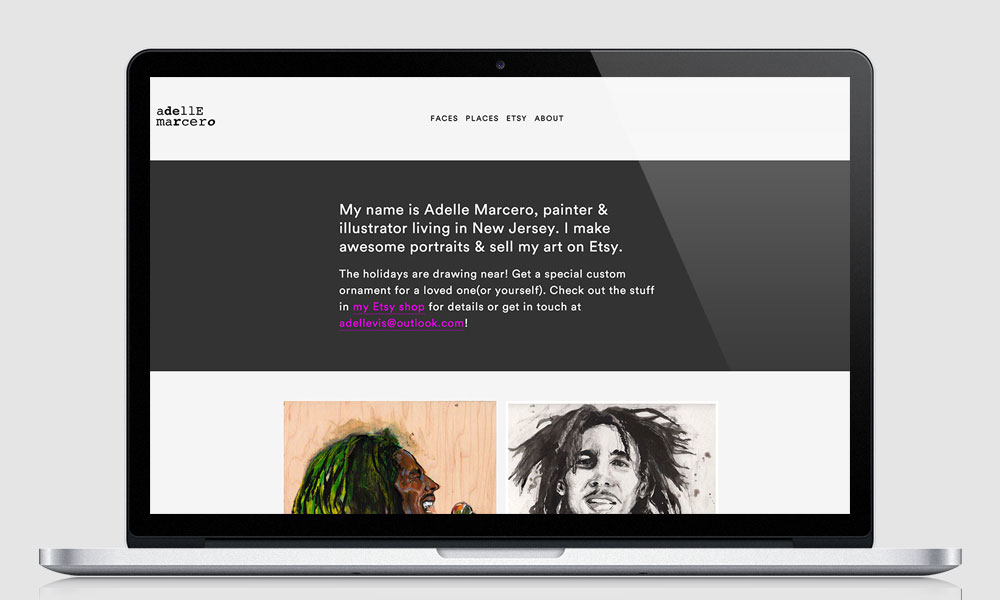 adellE
marcero
FACES PLACES ETSY ABOUT
My name is Adelle Marcero, painter &
illustrator living in New Jersey. I make
awesome portraits & sell my art on Etsy.
The holidays are drawing near! Get a special custom
ornament for a loved one(or yourself). Check out the stuff
in my Etsy shop for details or get in touch at
adellevis@outlook.com!